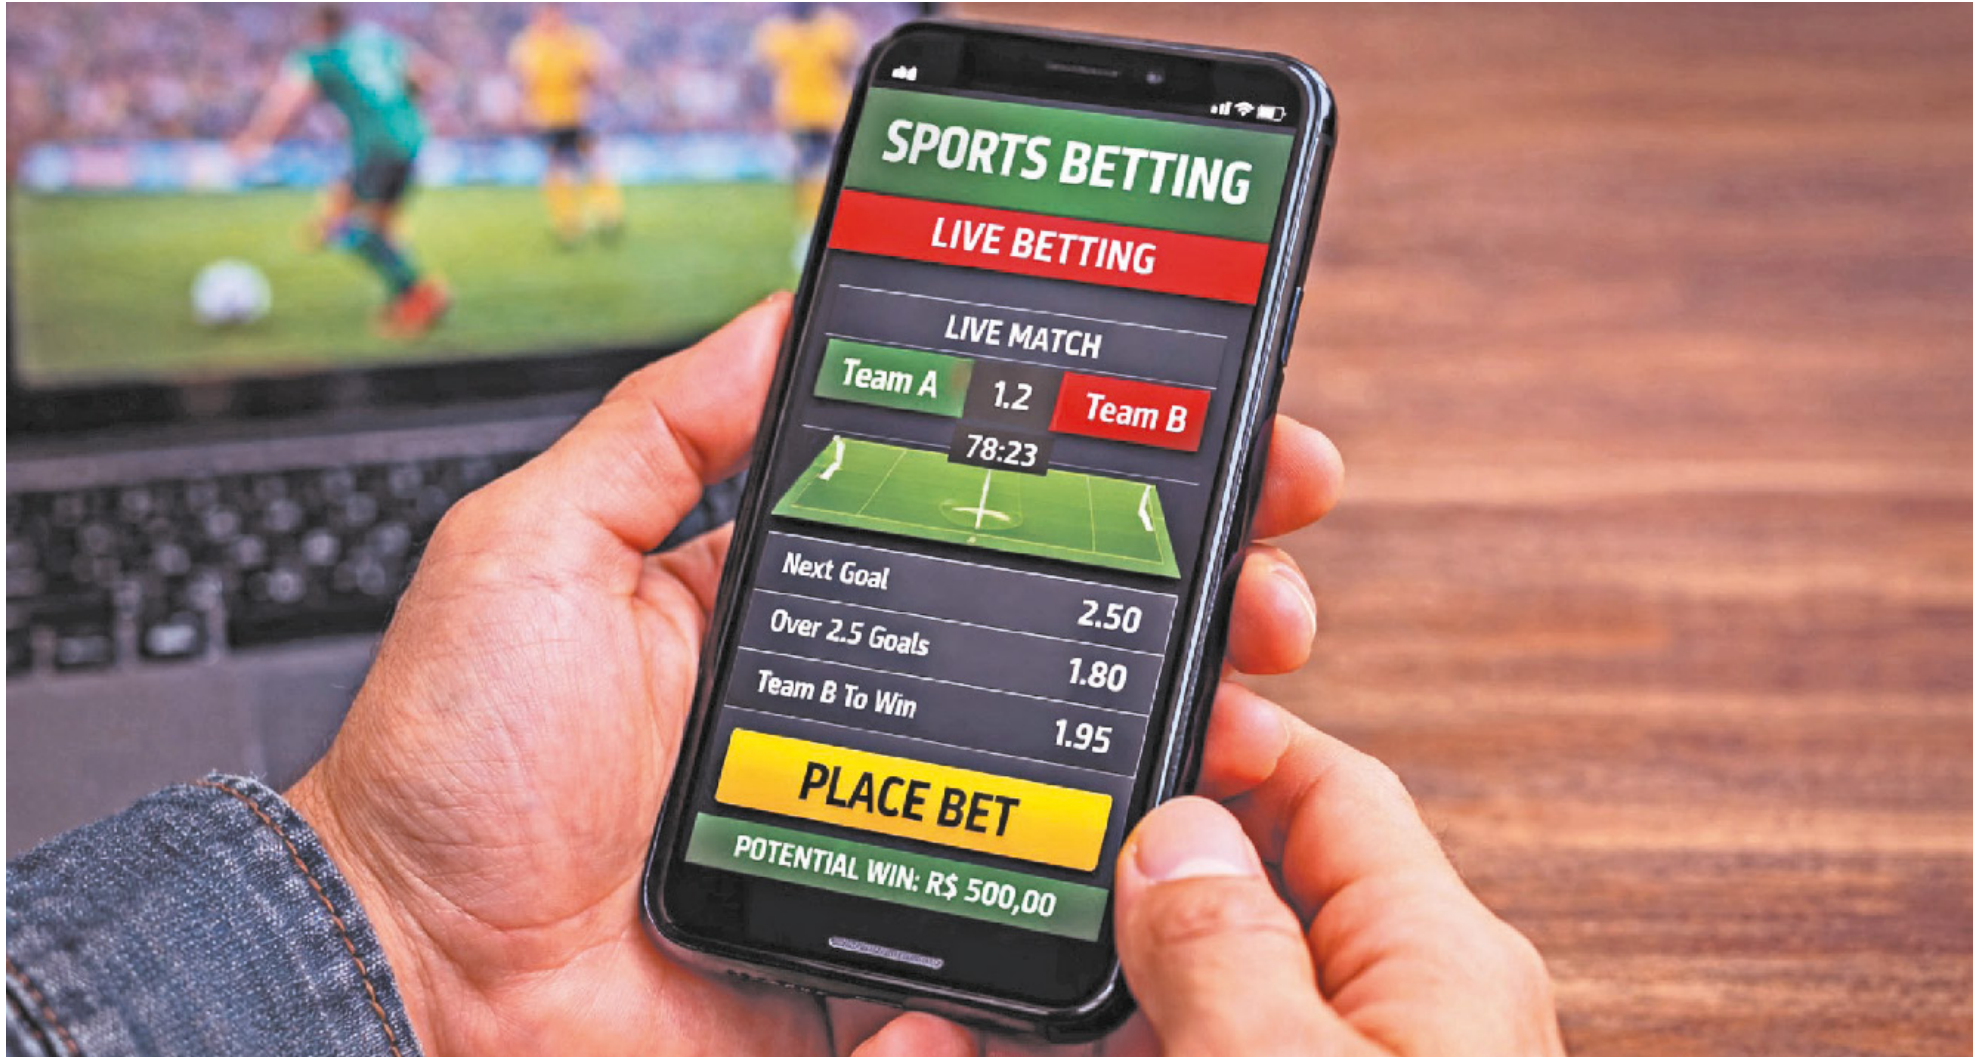 SPORTS BETTING
LIVE BETTING
LIVE MATCH
Team A 1.2 Team B
78:23
Next Goal 2.50
Over 2.5 Goals 1.80
Team B To Win 1.95
PLACE BET
POTENTIAL WIN: R$ 500,00